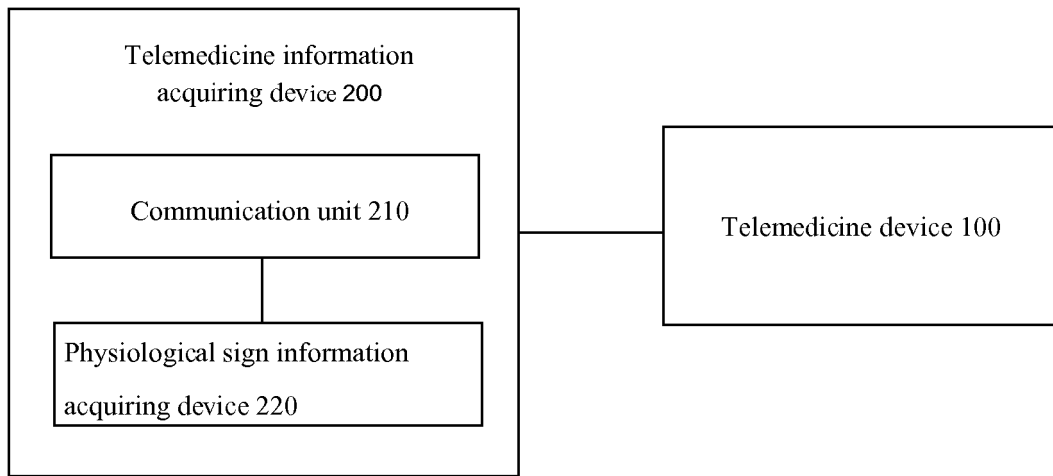 Telemedicine information
acquiring device 200
Communication unit 210
Physiological sign information
acquiring device 220
Telemedicine device 100